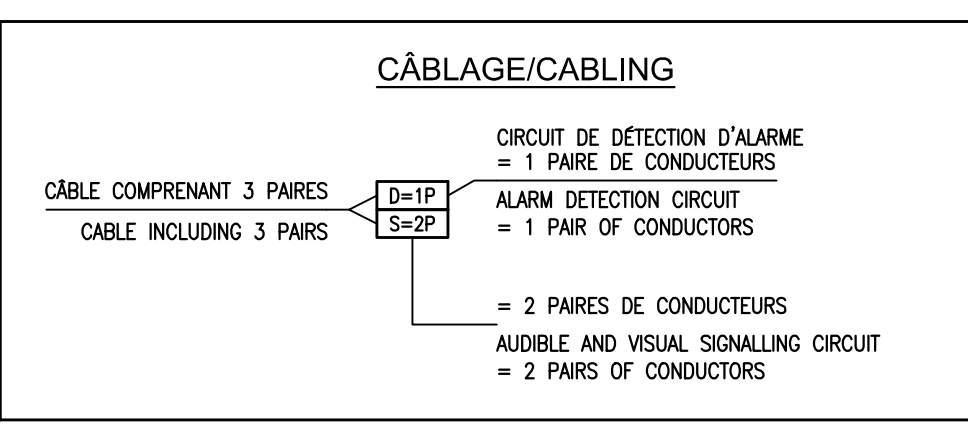 CÂBLAGE/CABLING
CIRCUIT DE DÉTECTION D'ALARME
= 1 PAIRE DE CONDUCTEURS
CÂBLE COMPRENANT 3 PAIRES
CABLE INCLUDING 3 PAIRS
D=1P
S=2P
ALARM DETECTION CIRCUIT
= 1 PAIR OF CONDUCTORS
= 2 PAIRES DE CONDUCTEURS
AUDIBLE AND VISUAL SIGNALLING CIRCUIT
= 2 PAIRS OF CONDUCTORS